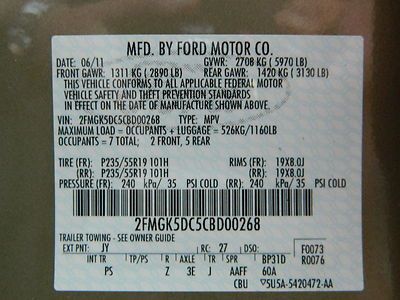 MFD. BY FORD MOTOR CO.
DATE: 06/11 GVWR: 2708 KG (5970 LB)
FRONT GAWR: 1311 KG (2890 LB) REAR GAWR: 1420 KG (3130 LB)
THIS VEHICLE CONFORMS TO ALL APPLICABLE FEDERAL MOTOR
VEHICLE SAFETY AND THEFT PREVENTION STANDARDS
IN EFFECT ON THE DATE OF MANUFACTURE SHOWN ABOVE.
VIN: 2FMGK5DC5CBD00268 TYPE: MPV
MAXIMUM LOAD = OCCUPANTS + LUGGAGE = 526KG/1160LB
OCCUPANTS = 7 TOTAL, 2 FRONT, 5 REAR
TIRE (FR): P235/55R19 101H RIMS (FR): 19X8.0J
(RR): P235/55R19 101H (RR): 19X8.0J
PRESSURE (FR): 240 kPa/ 35 PSI COLD (RR): 240 kPa/ 35 PSI COLD
2FMGK5DC5CBD00268
TRAILER TOWING - SEE OWNER GUIDE
EXT PNT: JY RC: 27 DSO: F0073
INT TR TP/PS R AXLE TR SPR BP31D R0076
PS Z 3E J AAFF 60A
CBU 5U5A-5420472-AA